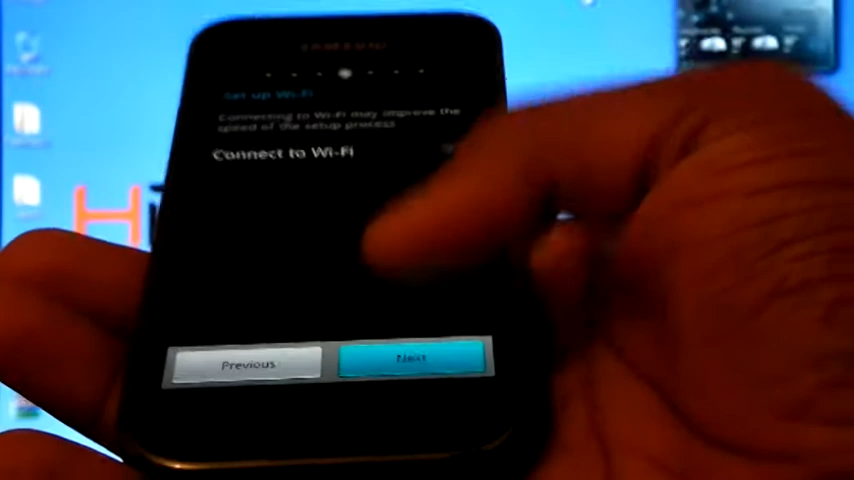 SAMSUNG
Set up Wi-Fi
Connecting to Wi-Fi may improve the
speed of the setup process
Connect to Wi-Fi
Previous
Next